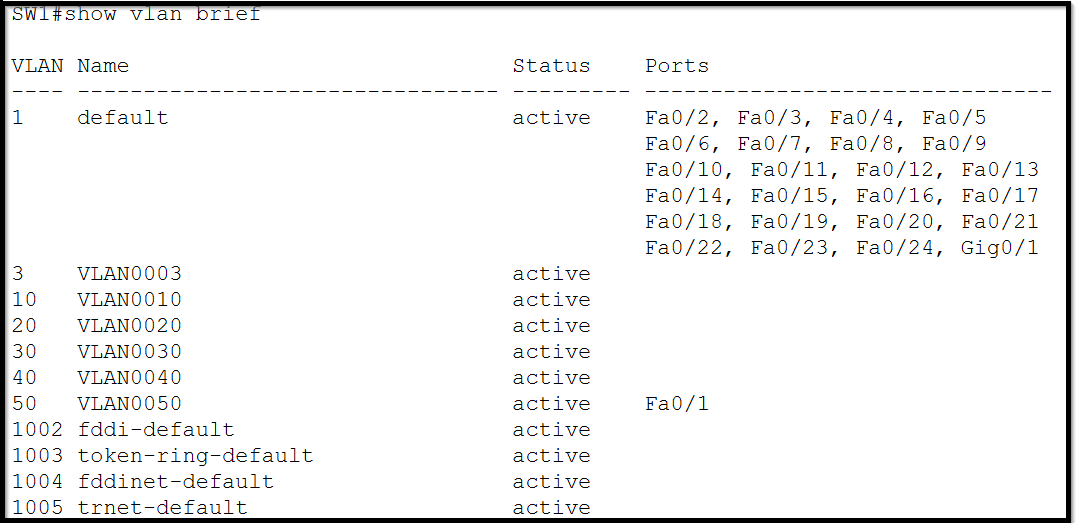 SW1#show vlan brief
VLAN Name                             Status    Ports
---- -------------------------------- --------- -------------------------------
1    default                          active    Fa0/2, Fa0/3, Fa0/4, Fa0/5
                                                Fa0/6, Fa0/7, Fa0/8, Fa0/9
                                                Fa0/10, Fa0/11, Fa0/12, Fa0/13
                                                Fa0/14, Fa0/15, Fa0/16, Fa0/17
                                                Fa0/18, Fa0/19, Fa0/20, Fa0/21
                                                Fa0/22, Fa0/23, Fa0/24, Gig0/1
3    VLAN0003                         active
10   VLAN0010                         active
20   VLAN0020                         active
30   VLAN0030                         active
40   VLAN0040                         active
50   VLAN0050                         active    Fa0/1
1002 fddi-default                     active
1003 token-ring-default               active
1004 fddinet-default                  active
1005 trnet-default                    active